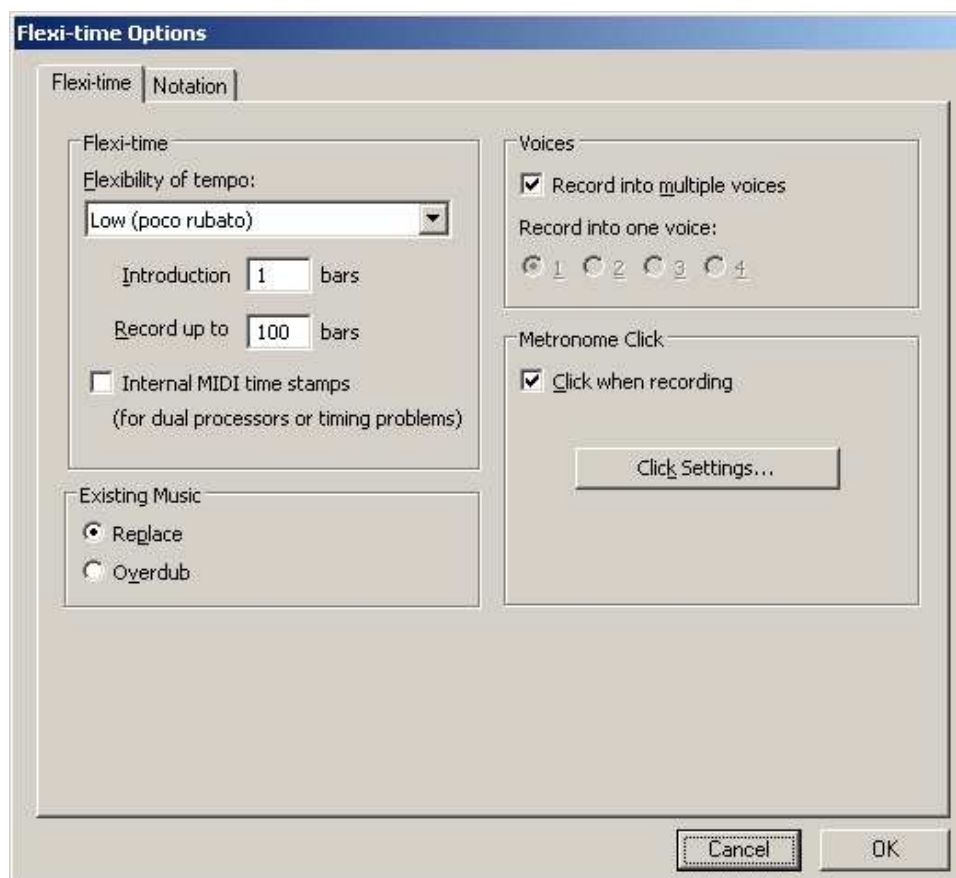 Flexi-time Options
Flexi-time
Notation
Flexi-time
Flexibility of tempo:
Low (poco rubato)
Introduction 1 bars
Record up to 100 bars
Internal MIDI time stamps
(for dual processors or timing problems)
Existing Music
Replace
Overdub
Voices
Record into multiple voices
Record into one voice:
1 2 3 4
Metronome Click
Click when recording
Click Settings...
Cancel
OK